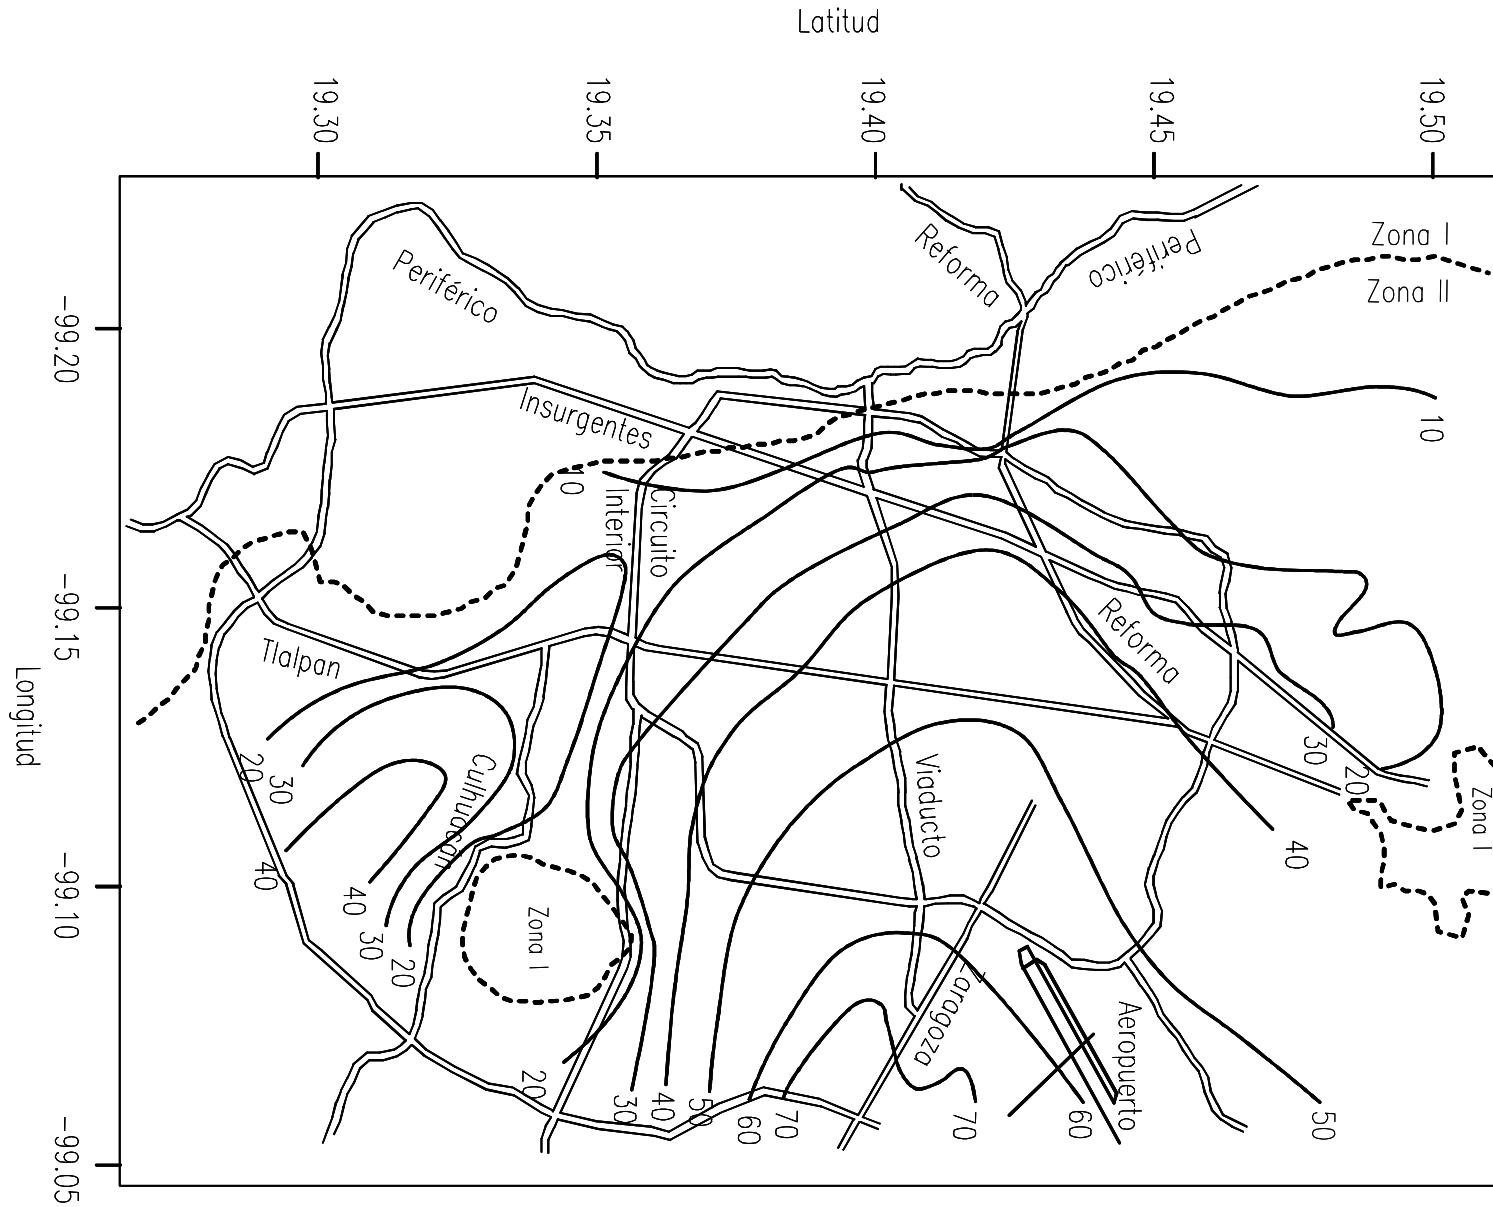 Latitud
19.30
19.35
19.40
19.45
19.50
Longitud
-99.20
-99.15
-99.10
-99.05
Zona I
Zona II
Reforma
Periférico
Periférico
Insurgentes
10
10
Circuito
Interior
Tlalpan
Reforma
Culhuacán
Viaducto
Zona I
Zona I
Zaragoza
Aeropuerto
20
30
40
40
30
20
30
20
40
20
30
40
50
60
70
70
60
50